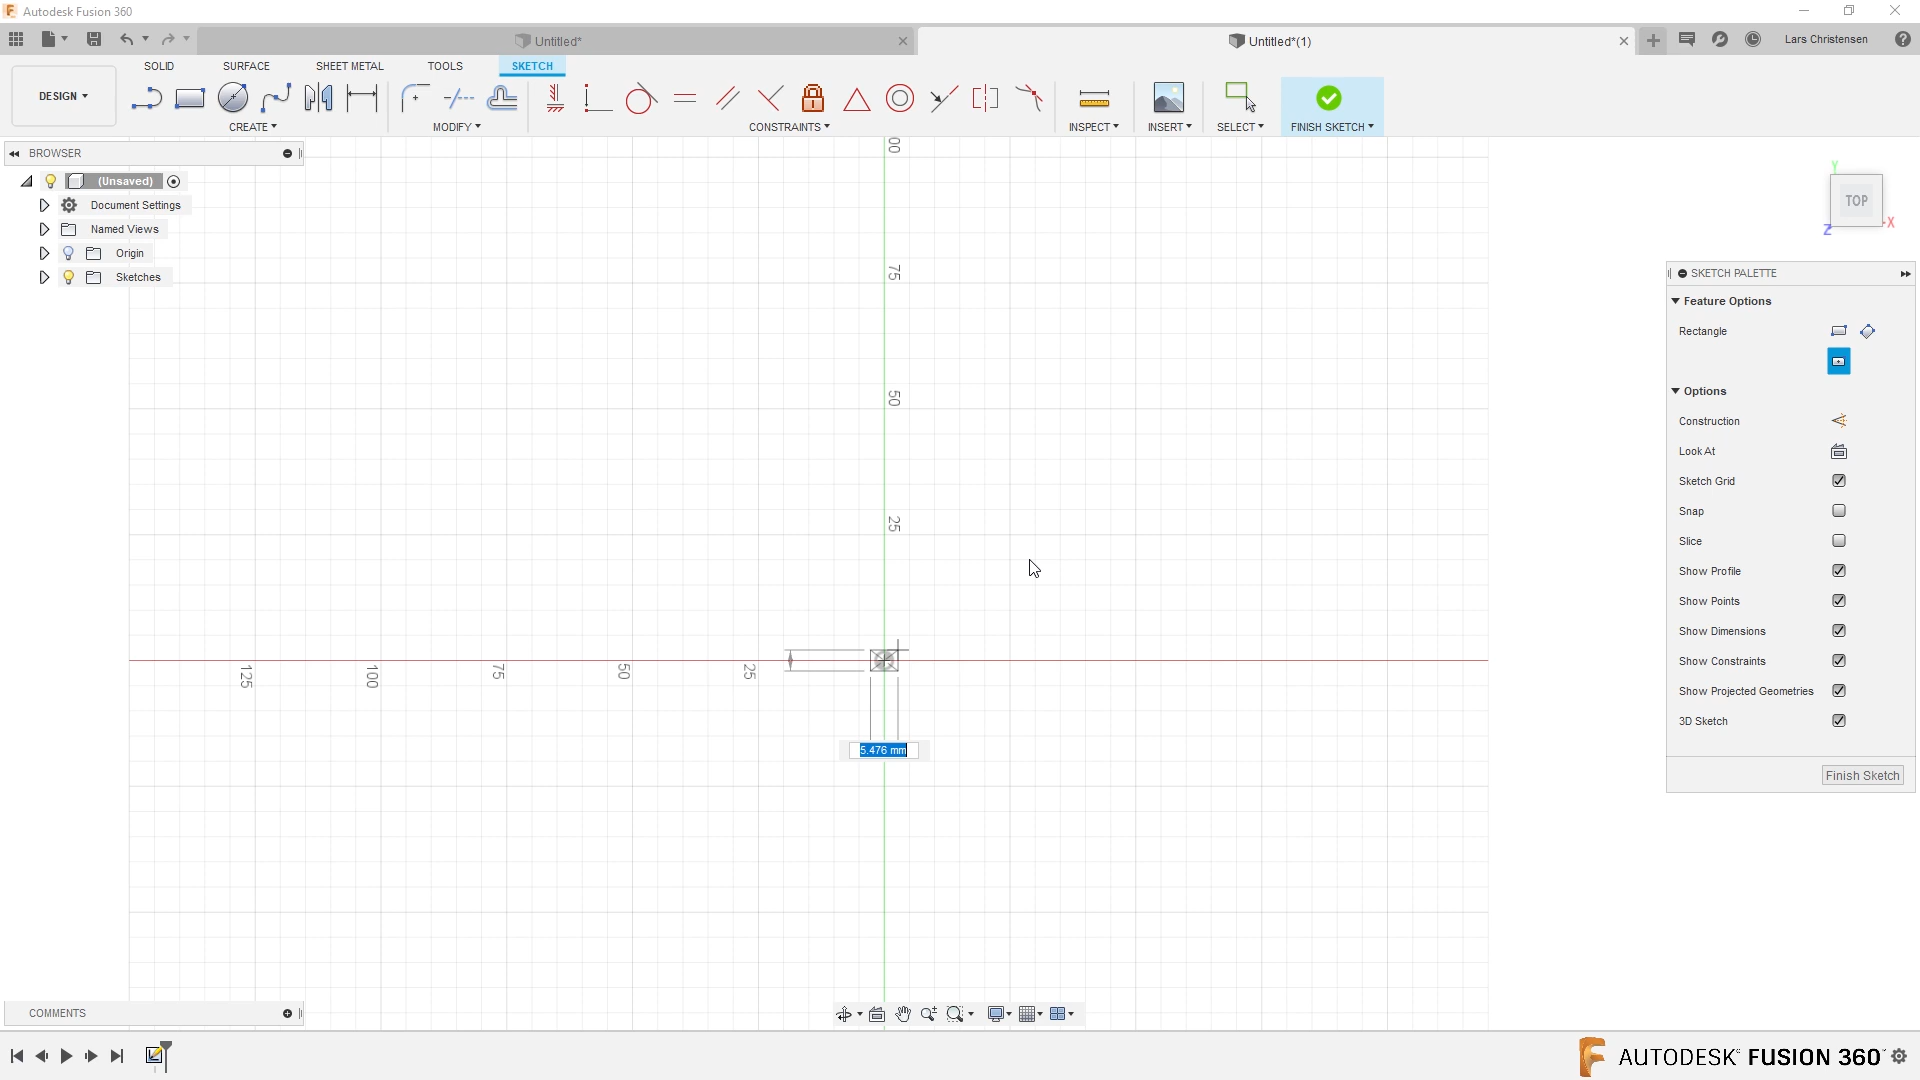 Autodesk Fusion 360
Untitled*
Untitled*(1)
Lars Christensen
SOLID
SURFACE
SHEET METAL
TOOLS
SKETCH
DESIGN
CREATE
MODIFY
CONSTRAINTS
INSPECT
INSERT
SELECT
FINISH SKETCH
BROWSER
(Unsaved)
Document Settings
Named Views
Origin
Sketches
00
75
50
25
125
100
75
50
25
5.476 mm
Y
TOP
X
Z
SKETCH PALETTE
Feature Options
Rectangle
Options
Construction
Look At
Sketch Grid
Snap
Slice
Show Profile
Show Points
Show Dimensions
Show Constraints
Show Projected Geometries
3D Sketch
Finish Sketch
COMMENTS
AUTODESK® FUSION 360™